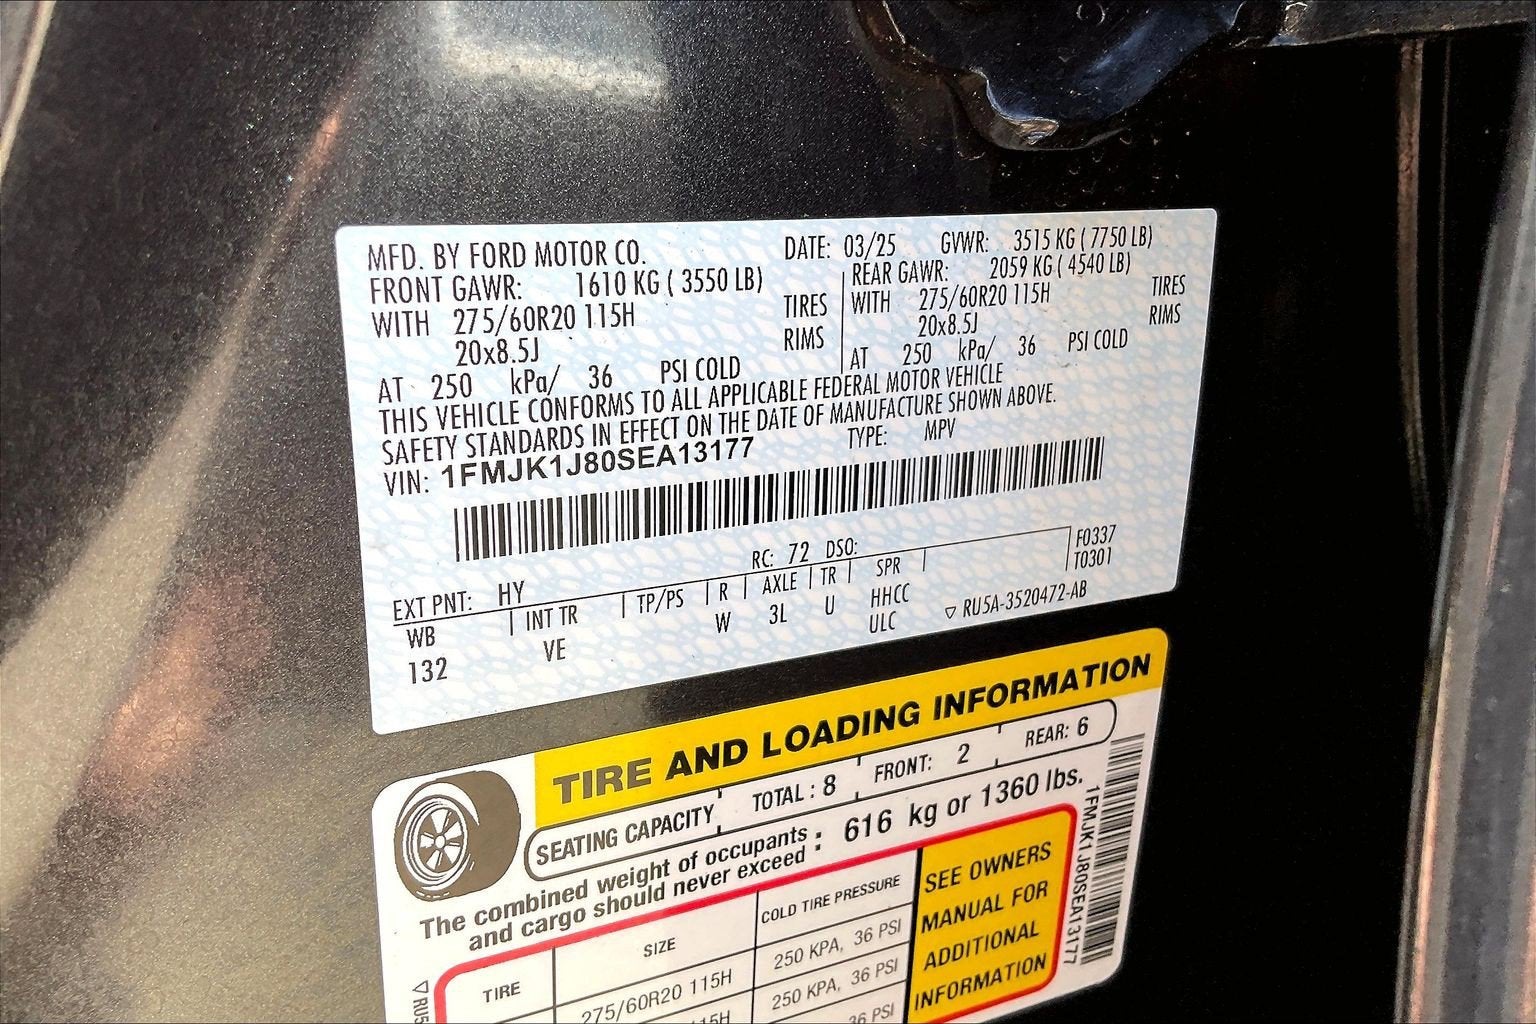 MFD. BY FORD MOTOR CO. DATE: 03/25 GVWR: 3515 KG ( 7750 LB)
FRONT GAWR: 1610 KG ( 3550 LB) REAR GAWR: 2059 KG ( 4540 LB)
WITH 275/60R20 115H TIRES WITH 275/60R20 115H TIRES
20x8.5J RIMS 20x8.5J RIMS
AT 250 kPa/ 36 PSI COLD AT 250 kPa/ 36 PSI COLD
THIS VEHICLE CONFORMS TO ALL APPLICABLE FEDERAL MOTOR VEHICLE
SAFETY STANDARDS IN EFFECT ON THE DATE OF MANUFACTURE SHOWN ABOVE.
VIN: 1FMJK1J80SEA13177 TYPE: MPV
EXT PNT: HY RC: 72 DSO: F0337
WB INT TR TP/PS R AXLE TR SPR T0301
132 VE W 3L U HHCC
ULC ▽ RU5A-3520472-AB
TIRE AND LOADING INFORMATION
SEATING CAPACITY TOTAL : 8 FRONT: 2 REAR: 6
The combined weight of occupants and cargo should never exceed : 616 kg or 1360 lbs.
TIRE SIZE COLD TIRE PRESSURE
275/60R20 115H 250 KPA, 36 PSI
15H 250 KPA, 36 PSI
36 PSI
SEE OWNERS
MANUAL FOR
ADDITIONAL
INFORMATION
1FMJK1J80SEA13177
▽ RU5